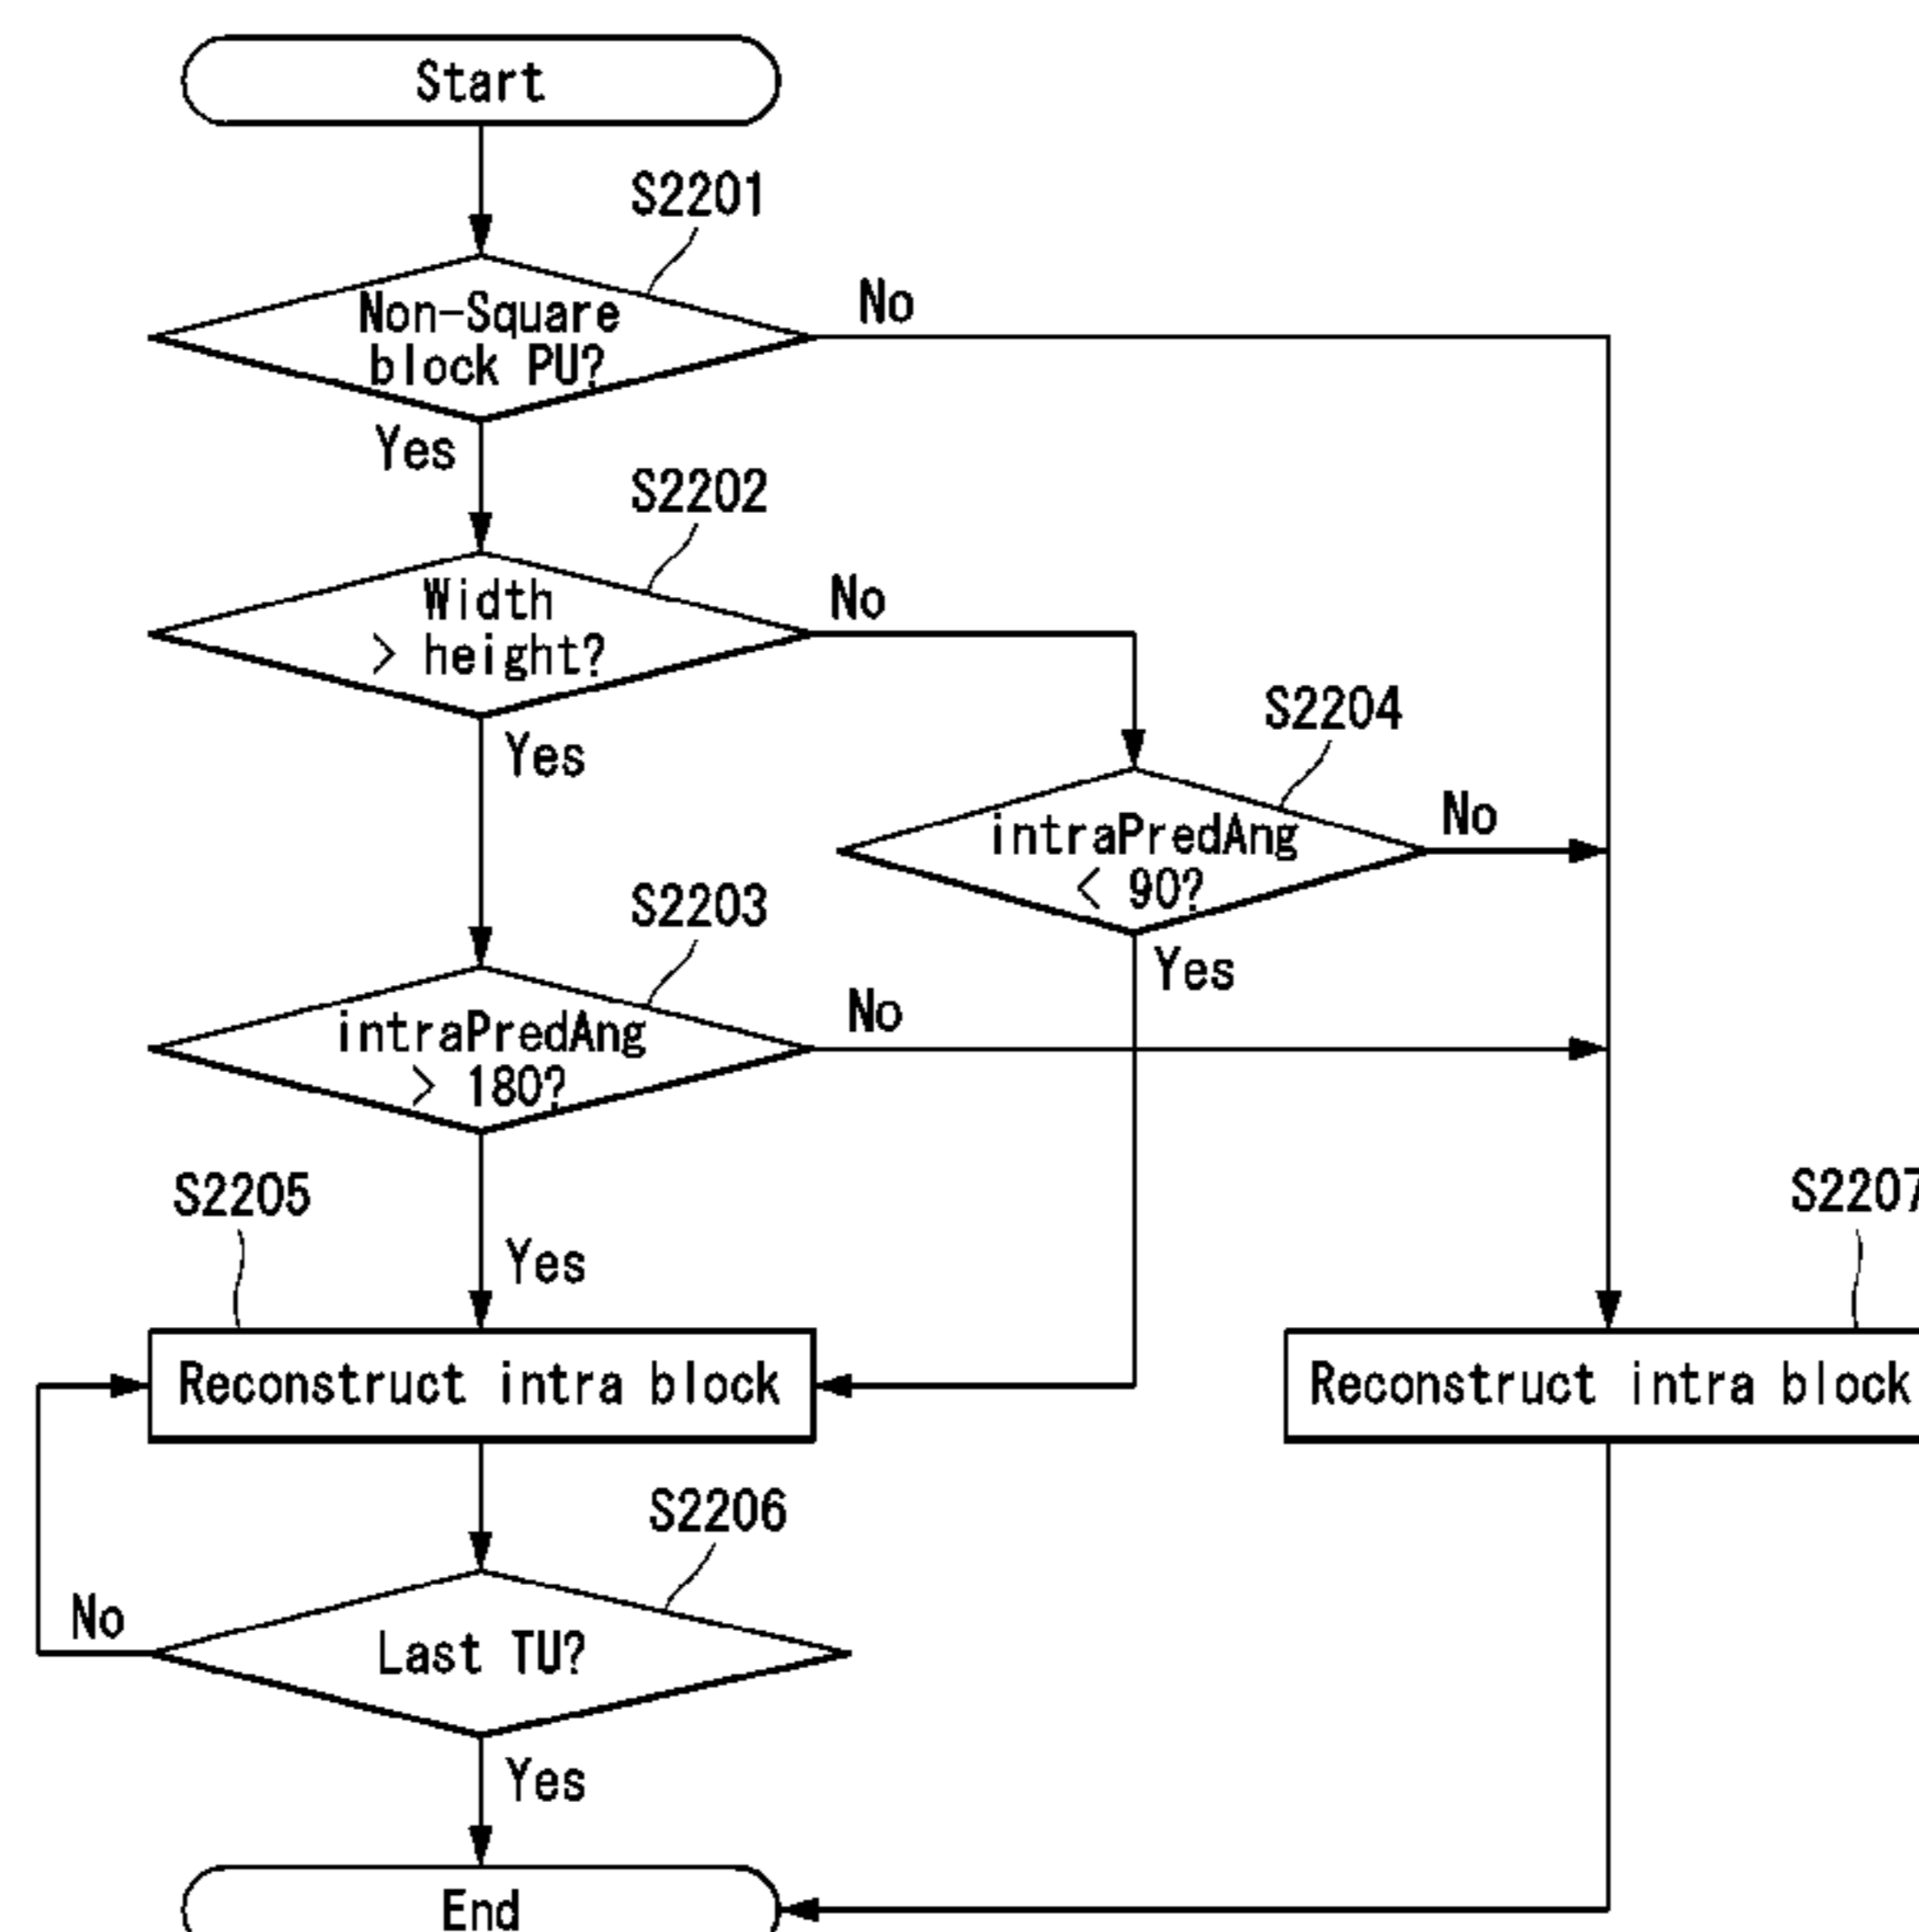 Start
S2201
Non-Square
block PU?
No
Yes
S2202
Width
> height?
No
Yes
S2204
intraPredAng
< 90?
No
Yes
S2203
intraPredAng
> 180?
No
Yes
S2205
Reconstruct intra block
S2207
Reconstruct intra block
S2206
Last TU?
No
Yes
End